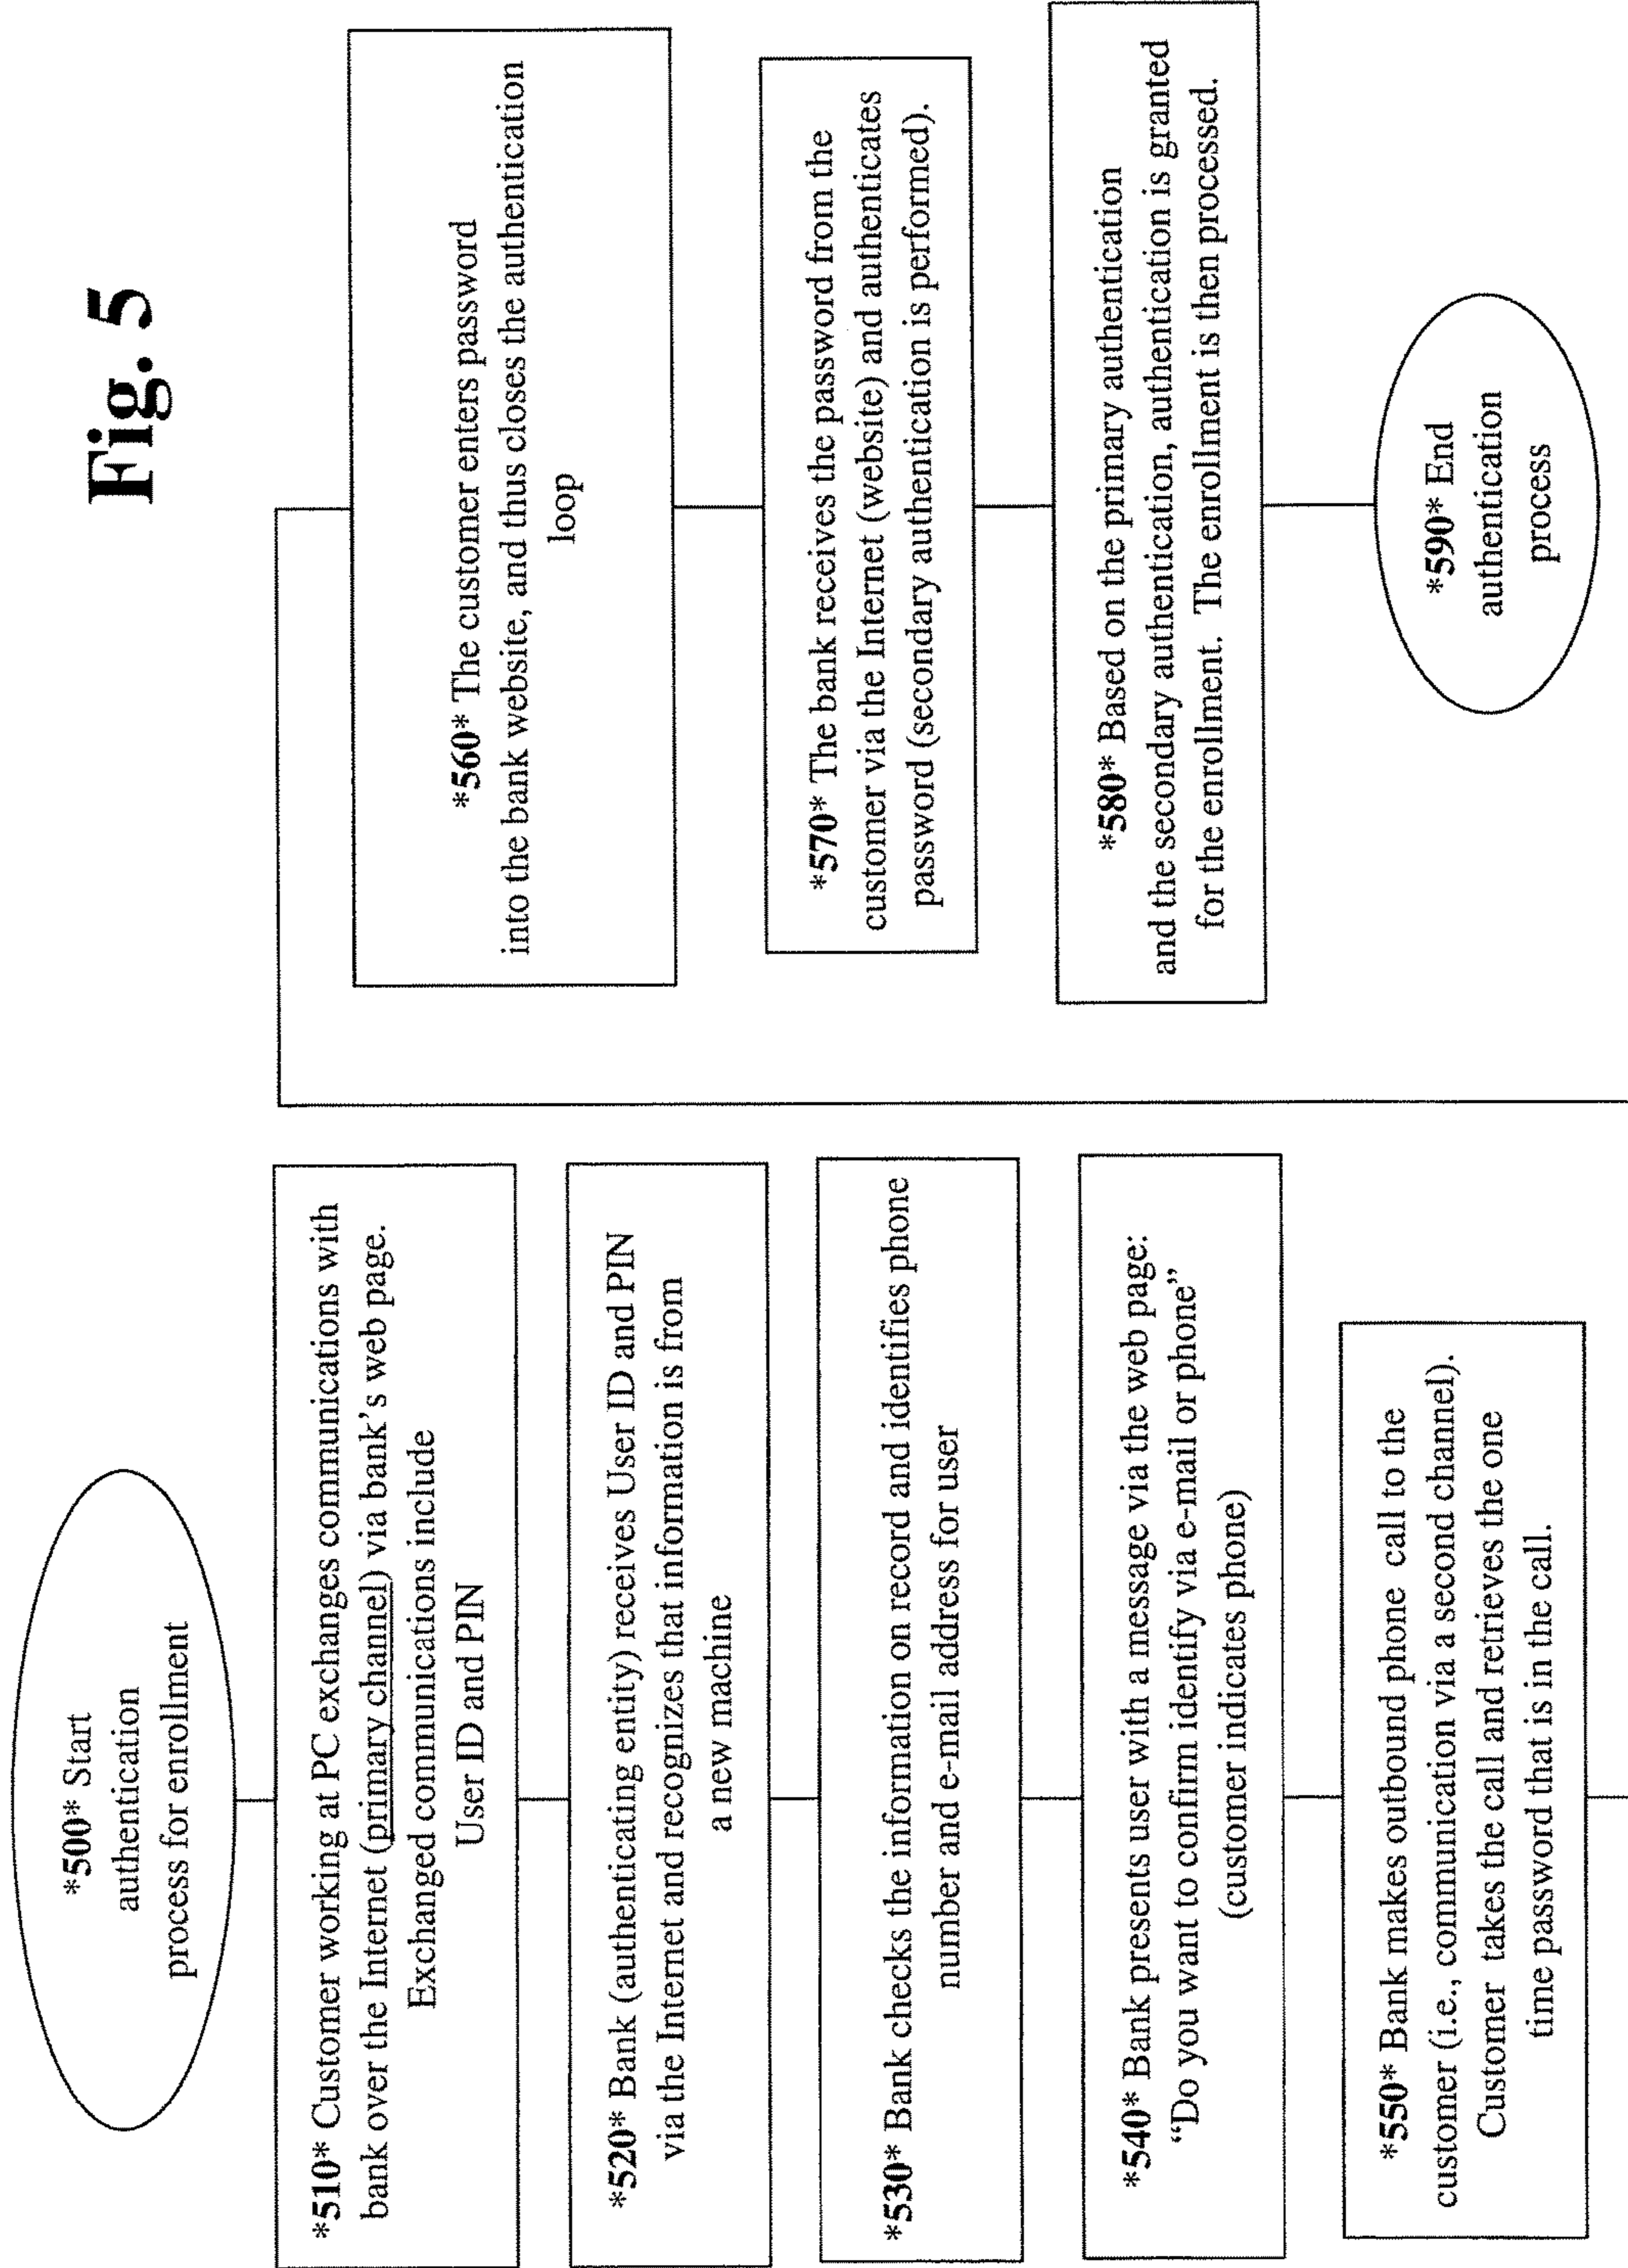 Fig. 5
*500* Start
authentication
process for enrollment
*510* Customer working at PC exchanges communications with
bank over the Internet (primary channel) via bank's web page.
Exchanged communications include
User ID and PIN
*520* Bank (authenticating entity) receives User ID and PIN
via the Internet and recognizes that information is from
a new machine
*530* Bank checks the information on record and identifies phone
number and e-mail address for user
*540* Bank presents user with a message via the web page:
“Do you want to confirm identify via e-mail or phone”
(customer indicates phone)
*550* Bank makes outbound phone call to the
customer (i.e., communication via a second channel).
Customer takes the call and retrieves the one
time password that is in the call.
*560* The customer enters password
into the bank website, and thus closes the authentication
loop
*570* The bank receives the password from the
customer via the Internet (website) and authenticates
password (secondary authentication is performed).
*580* Based on the primary authentication
and the secondary authentication, authentication is granted
for the enrollment. The enrollment is then processed.
*590* End
authentication
process